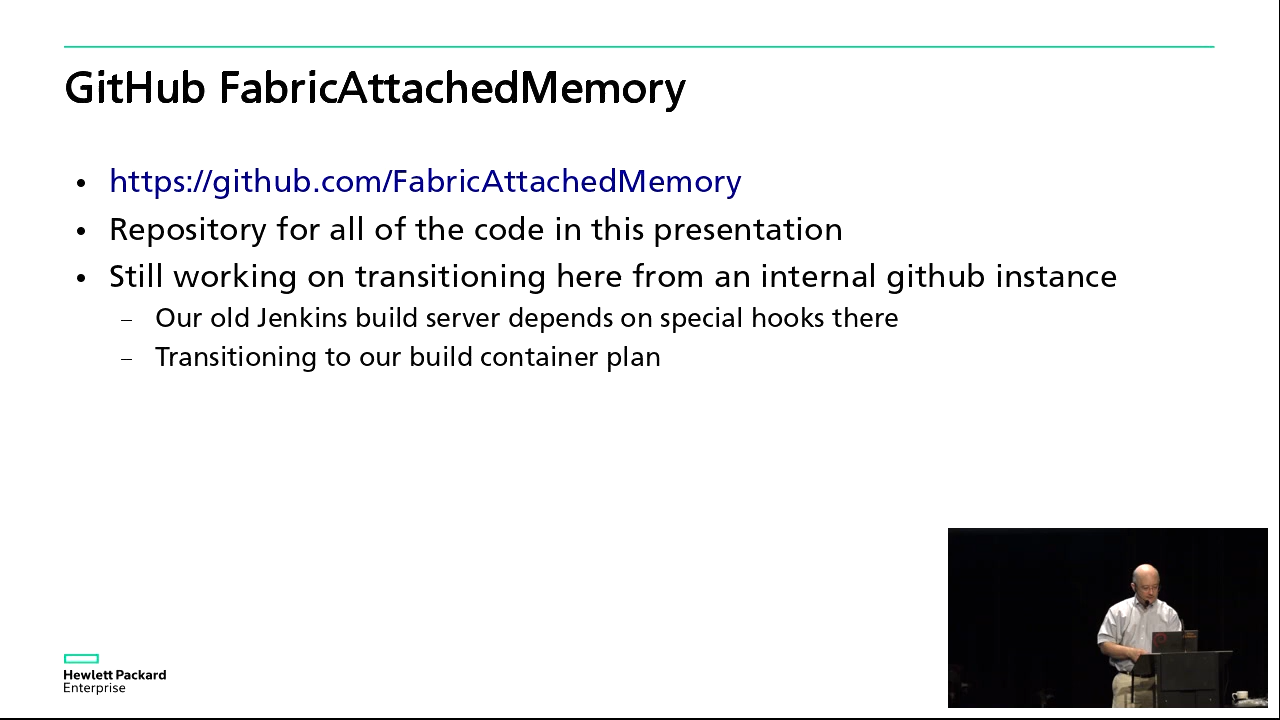 GitHub FabricAttachedMemory
• https://github.com/FabricAttachedMemory
• Repository for all of the code in this presentation
• Still working on transitioning here from an internal github instance
– Our old Jenkins build server depends on special hooks there
– Transitioning to our build container plan
Hewlett Packard
Enterprise